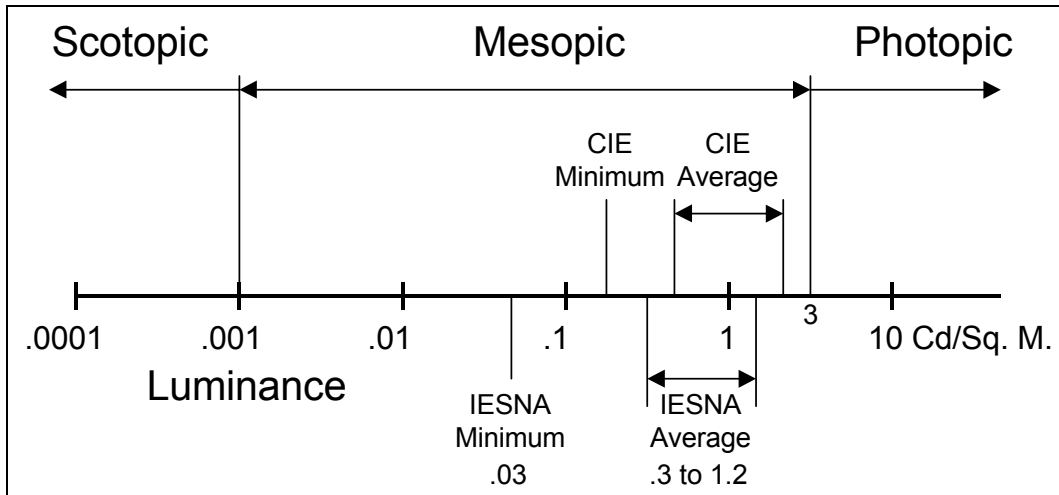 Scotopic Mesopic Photopic
CIE Minimum
CIE Average
.0001 .001 .01 .1 1 3 10 Cd/Sq. M.
Luminance
IESNA Minimum .03
IESNA Average .3 to 1.2